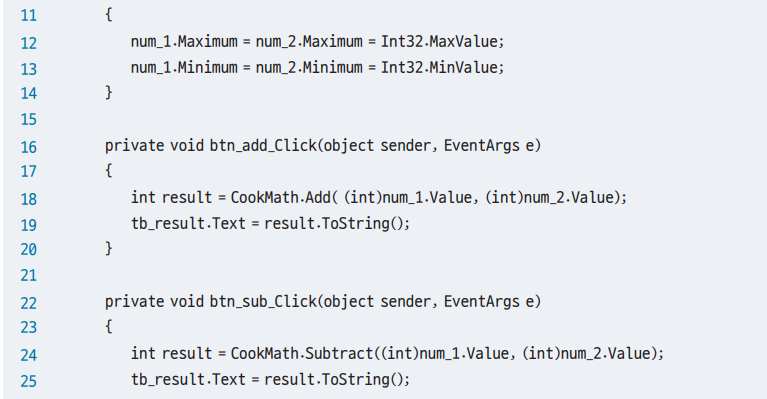 11 {
12 num_1.Maximum = num_2.Maximum = Int32.MaxValue;
13 num_1.Minimum = num_2.Minimum = Int32.MinValue;
14 }
15
16 private void btn_add_Click(object sender, EventArgs e)
17 {
18 int result = CookMath.Add( (int)num_1.Value, (int)num_2.Value);
19 tb_result.Text = result.ToString();
20 }
21
22 private void btn_sub_Click(object sender, EventArgs e)
23 {
24 int result = CookMath.Subtract((int)num_1.Value, (int)num_2.Value);
25 tb_result.Text = result.ToString();